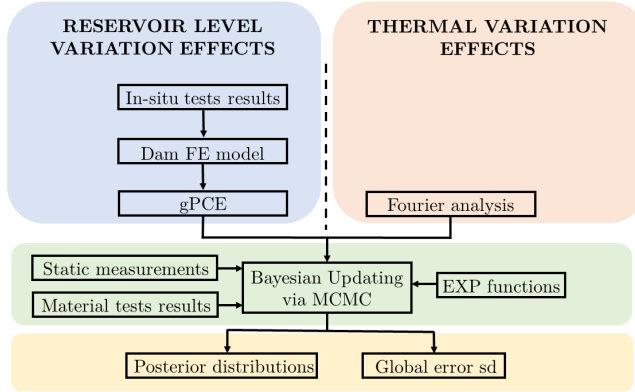 RESERVOIR LEVEL
VARIATION EFFECTS
THERMAL VARIATION
EFFECTS
In-situ tests results
Dam FE model
gPCE
Fourier analysis
Static measurements
Material tests results
Bayesian Updating
via MCMC
EXP functions
Posterior distributions
Global error sd